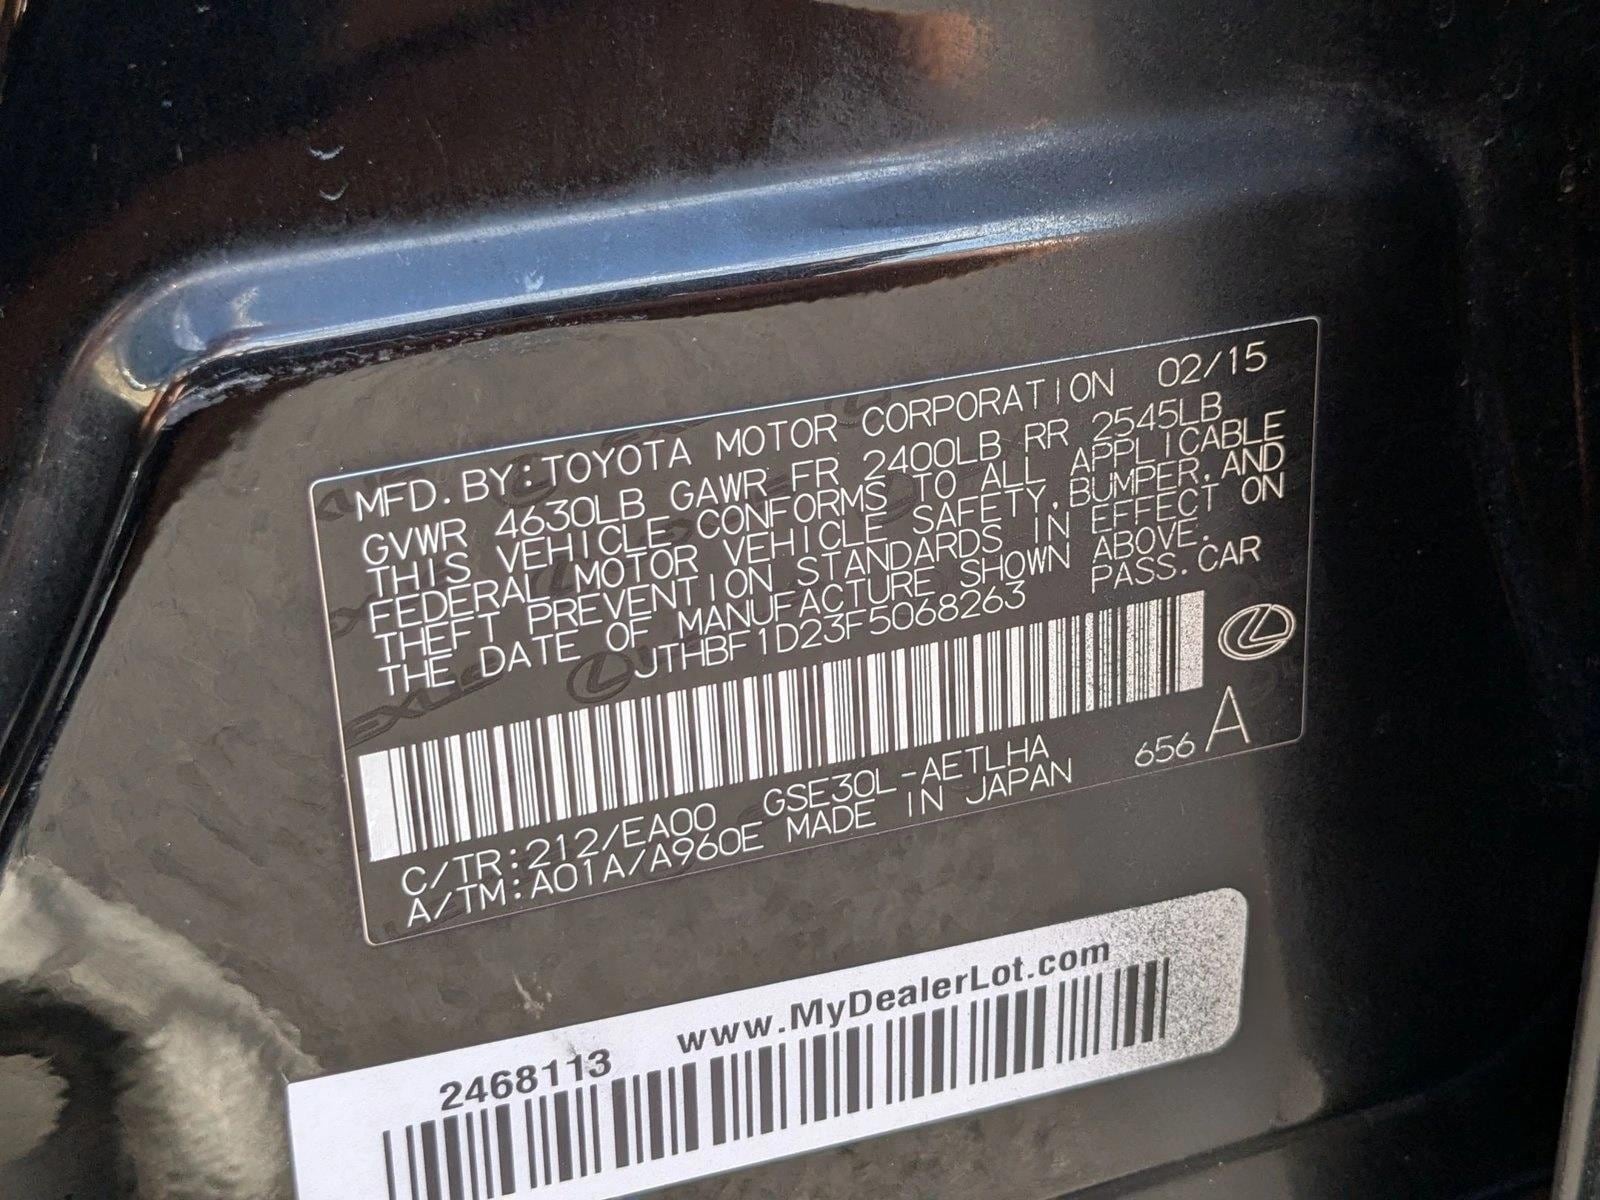 MFD. BY: TOYOTA MOTOR CORPORATION 02/15
GVWR 4630LB GAWR FR 2400LB RR 2545LB
THIS VEHICLE CONFORMS TO ALL APPLICABLE
FEDERAL MOTOR VEHICLE SAFETY, BUMPER, AND
THEFT PREVENTION STANDARDS IN EFFECT ON
THE DATE OF MANUFACTURE SHOWN ABOVE.
JTHBF1D23F5068263 PASS. CAR
C/TR: 212/EA00 GSE30L-AETLHA 656 A
A/TM: A01A/A960E MADE IN JAPAN
2468113 www.MyDealerLot.com